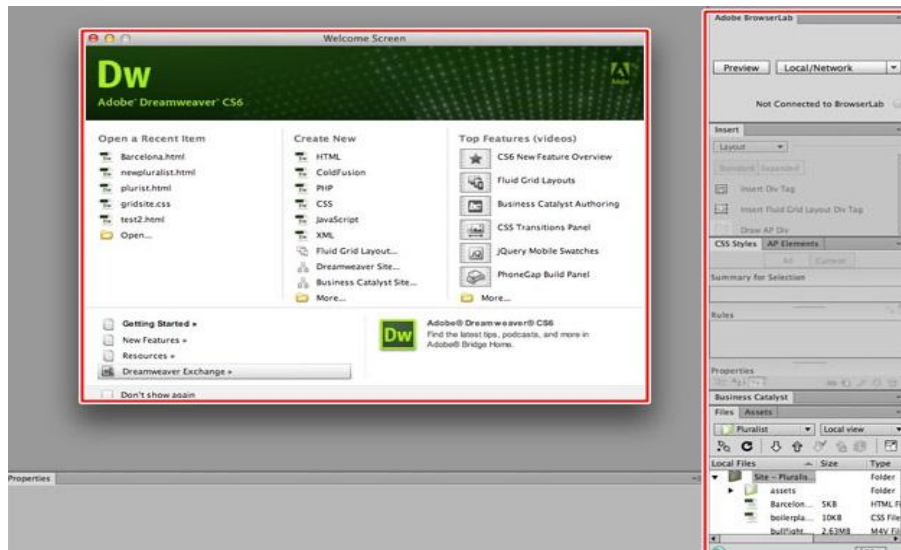 Welcome Screen
Dw
Adobe® Dreamweaver® CS6
Adobe
Open a Recent Item
Barcelona.html
newpluralist.html
plurist.html
gridsite.css
test2.html
Open...
Create New
HTML
ColdFusion
PHP
CSS
JavaScript
XML
Fluid Grid Layout...
Dreamweaver Site...
Business Catalyst Site...
More...
Top Features (videos)
CS6 New Feature Overview
Fluid Grid Layouts
Business Catalyst Authoring
CSS Transitions Panel
jQuery Mobile Swatches
PhoneGap Build Panel
More...
Getting Started »
New Features »
Resources »
Dreamweaver Exchange »
Dw
Adobe® Dreamweaver® CS6
Find the latest tips, podcasts, and more in
Adobe® Bridge Home.
Don't show again
Properties
Adobe BrowserLab
Preview Local/Network
Not Connected to BrowserLab
Insert
Layout
Standard Expanded
Insert Div Tag
Insert Fluid Grid Layout Div Tag
Draw AP Div
CSS Styles AP Elements
All Current
Summary for Selection
Rules
Properties
Business Catalyst
Files Assets
Pluralist Local view
Local Files Size Type
Site – Pluralis... Folder
assets Folder
Barcelon... 5KB HTML Fi
boilerpla... 10KB CSS File
bullfight... 2.63MB M4V Fil